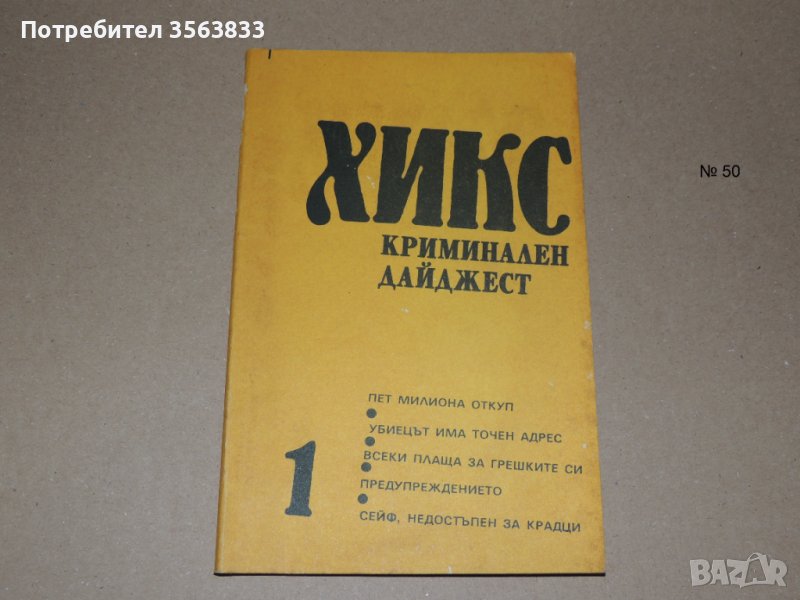 Потребител 3563833
ХИКС
КРИМИНАЛЕН
ДАЙДЖЕСТ
№ 50
ПЕТ МИЛИОНА ОТКУП
УБИЕЦЪТ ИМА ТОЧЕН АДРЕС
ВСЕКИ ПЛАЩА ЗА ГРЕШКИТЕ СИ
ПРЕДУПРЕЖДЕНИЕТО
СЕЙФ, НЕДОСТЪПЕН ЗА КРАДЦИ
1
BAZAR